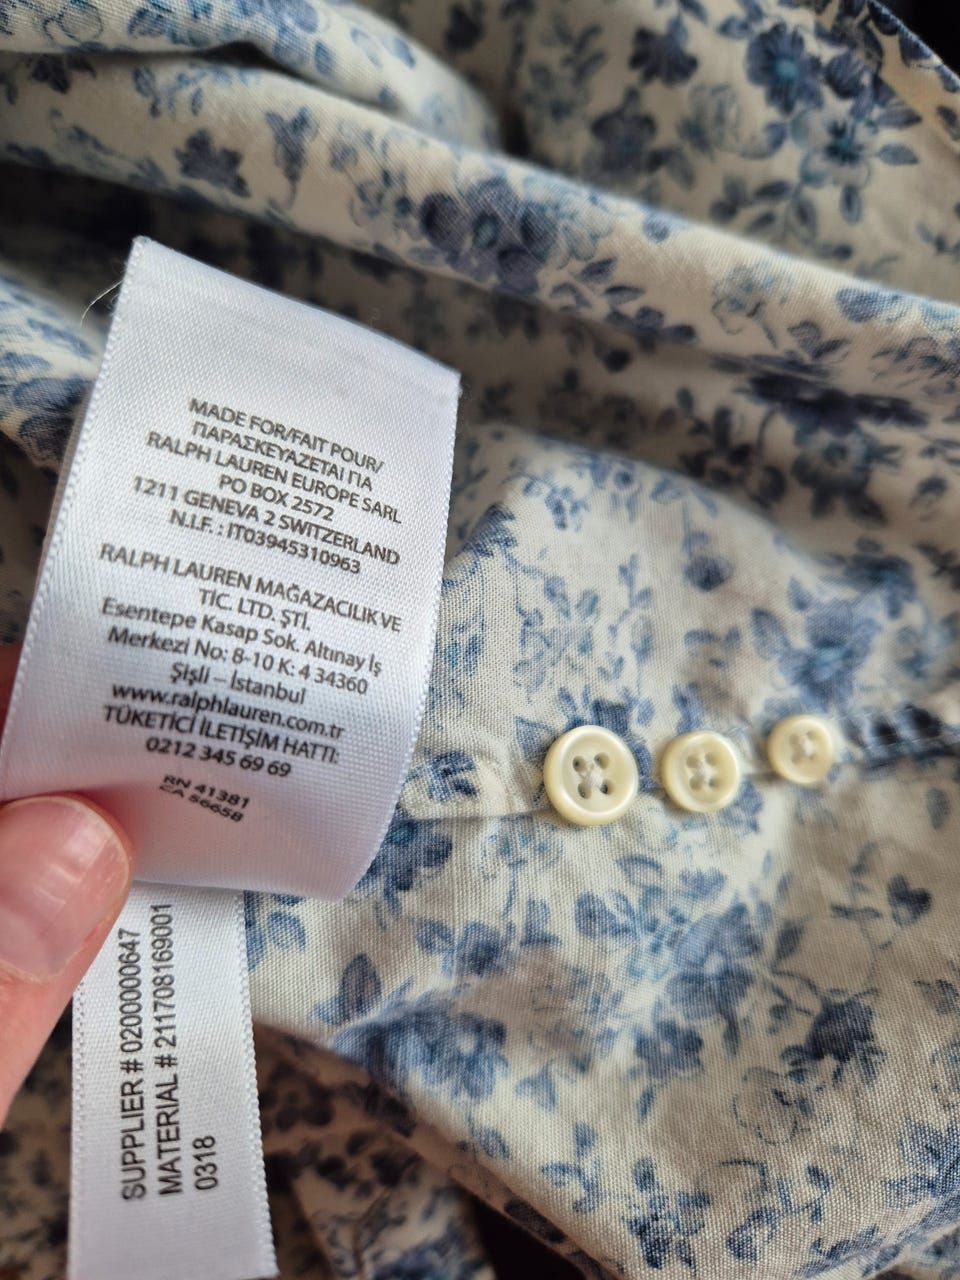 MADE FOR/FAIT POUR/
ΠΑΡΑΣΚΕΥΑΖΕΤΑΙ ΓΙΑ
RALPH LAUREN EUROPE SARL
PO BOX 2572
1211 GENEVA 2 SWITZERLAND
N.I.F. : IT03945310963
RALPH LAUREN MAĞAZACILIK VE
TİC. LTD. ŞTİ.
Esentepe Kasap Sok. Altınay İş
Merkezi No: 8-10 K: 4 34360
Şişli – İstanbul
www.ralphlauren.com.tr
TÜKETİCİ İLETİŞİM HATTI:
0212 345 69 69
RN 41381
CA 56658
SUPPLIER # 0200000647
MATERIAL # 211708169001
0318